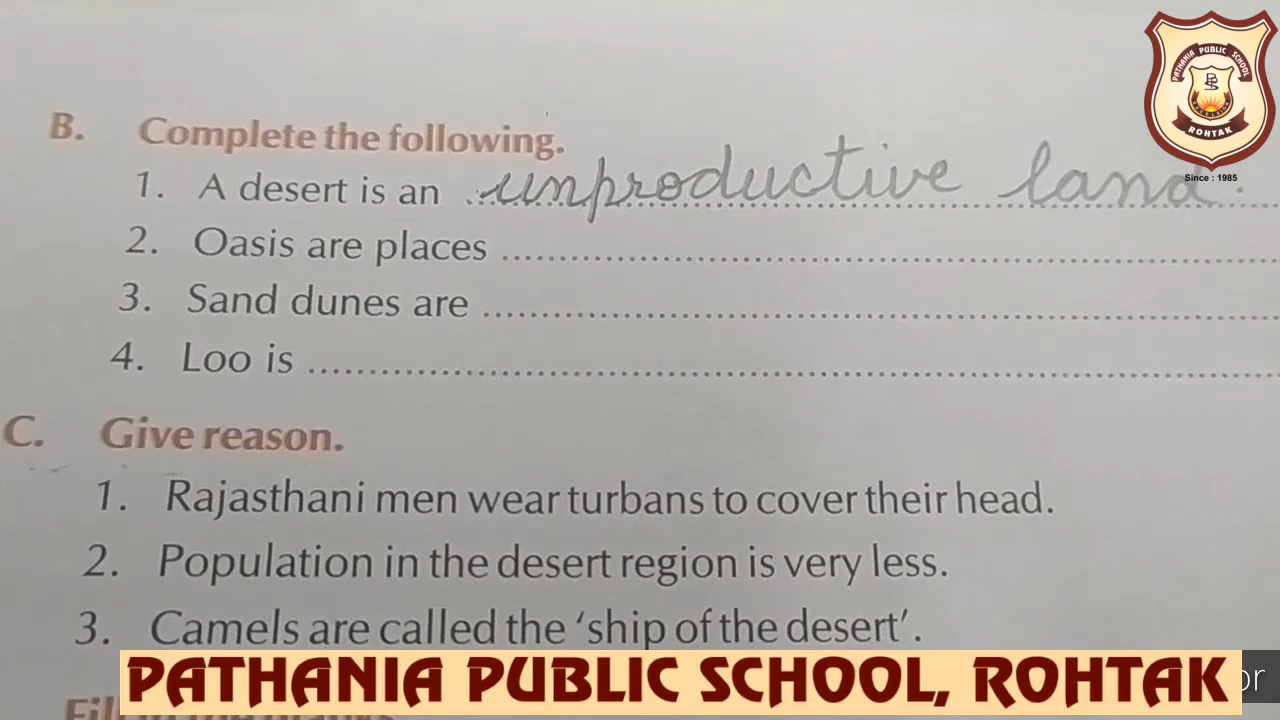 PATHANIA PUBLIC SCHOOL
PS
EXCELSIOR
ROHTAK
Since : 1985
B. Complete the following.
1. A desert is an unproductive land.
2. Oasis are places ........................
3. Sand dunes are ........................
4. Loo is ........................
C. Give reason.
1. Rajasthani men wear turbans to cover their head.
2. Population in the desert region is very less.
3. Camels are called the ‘ship of the desert’.
PATHANIA PUBLIC SCHOOL, ROHTAK